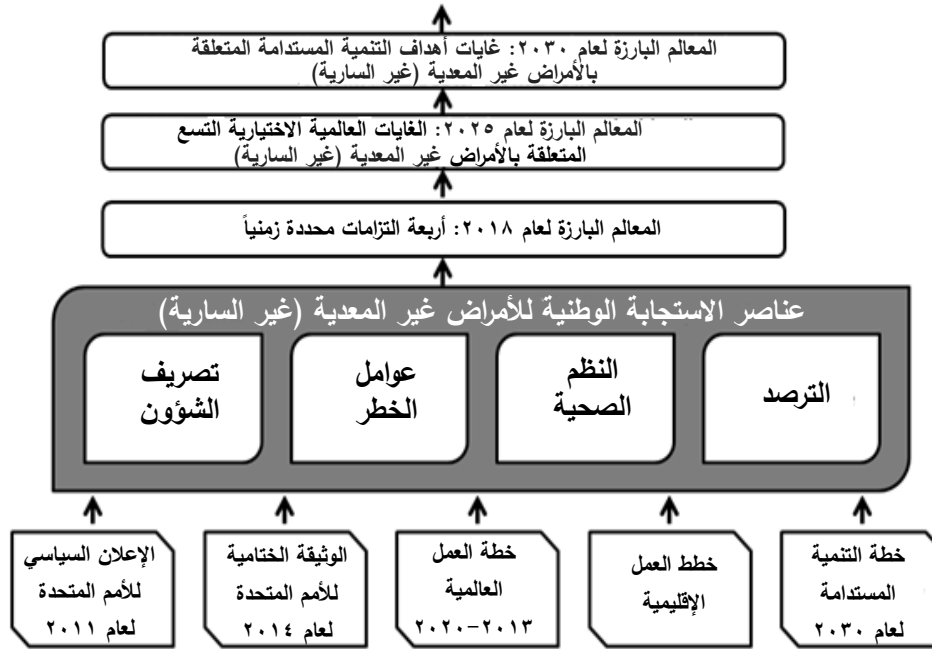 المعالم البارزة لعام ٢٠٣٠: غايات أهداف التنمية المستدامة المتعلقة
بالأمراض غير المعدية (غير السارية)
المعالم البارزة لعام ٢٠٢٥: الغايات العالمية الاختيارية التسع
المتعلقة بالأمراض غير المعدية (غير السارية)
المعالم البارزة لعام ٢٠١٨: أربعة التزامات محددة زمنياً
عناصر الاستجابة الوطنية للأمراض غير المعدية (غير السارية)
الترصد
النظم
الصحية
عوامل
الخطر
تصريف
الشؤون
خطة التنمية
المستدامة
لعام ٢٠٣٠
خطط العمل
الإقليمية
خطة العمل
العالمية
٢٠١٣-٢٠٢٠
الوثيقة الختامية
للأمم المتحدة
لعام ٢٠١٤
الإعلان السياسي
للأمم المتحدة
لعام ٢٠١١